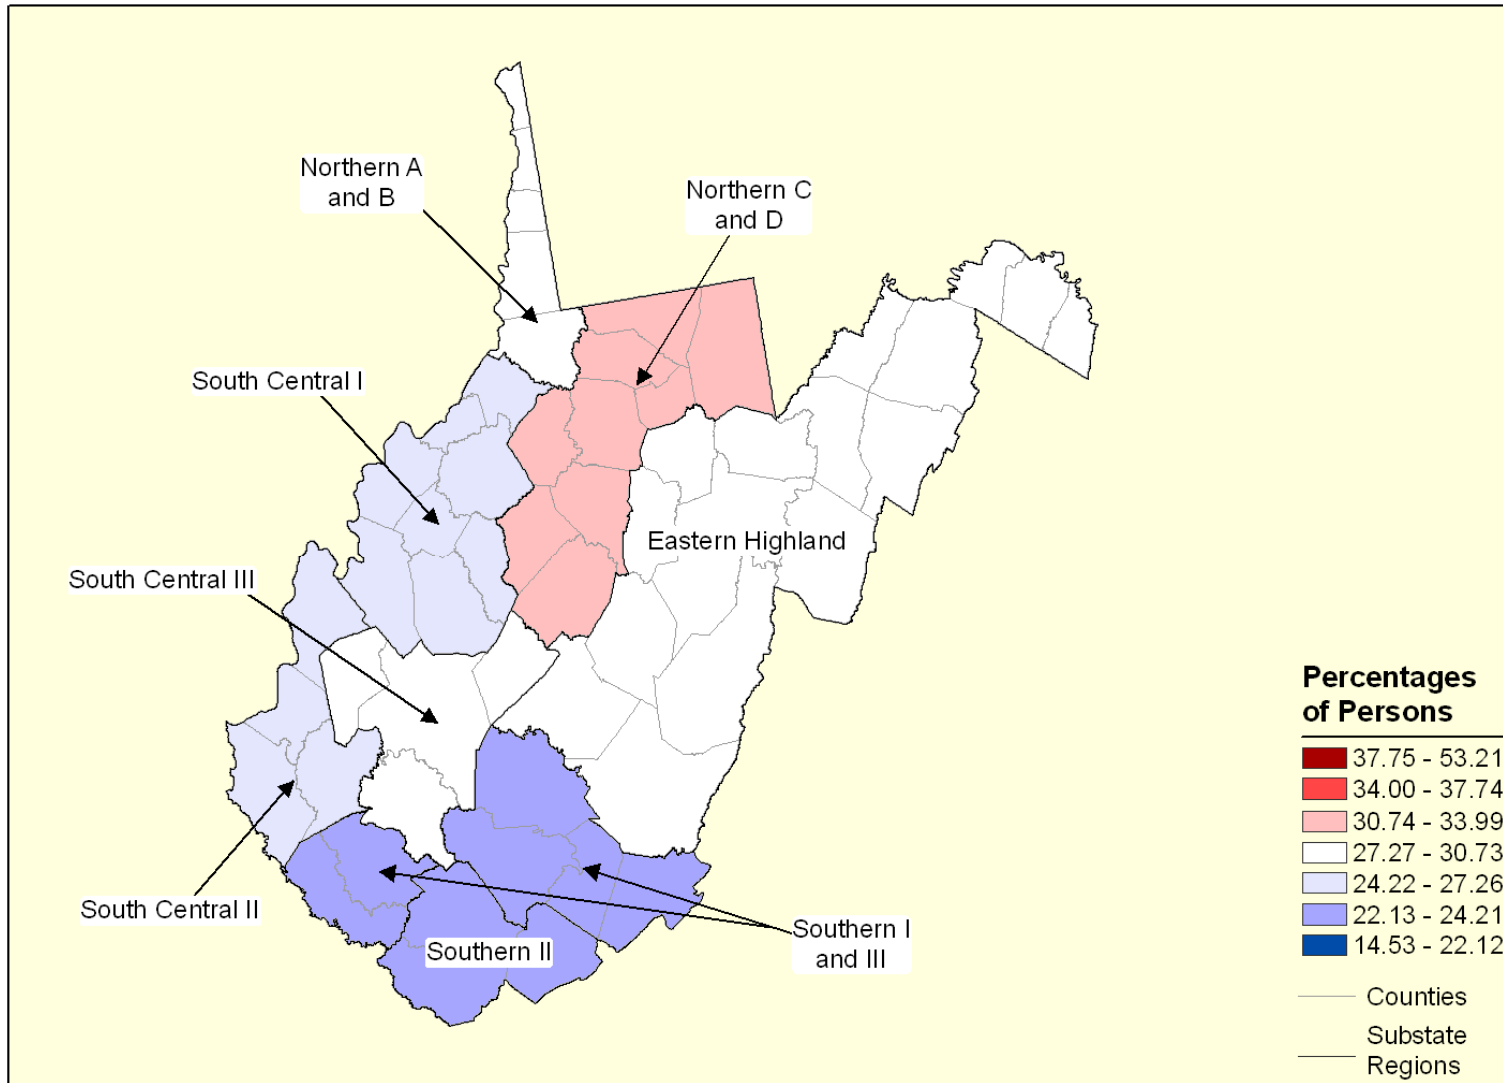 Northern A
and B
Northern C
and D
South Central I
Eastern Highland
South Central III
South Central II
Southern II
Southern I
and III
Percentages
of Persons
37.75 - 53.21
34.00 - 37.74
30.74 - 33.99
27.27 - 30.73
24.22 - 27.26
22.13 - 24.21
14.53 - 22.12
Counties
Substate
Regions